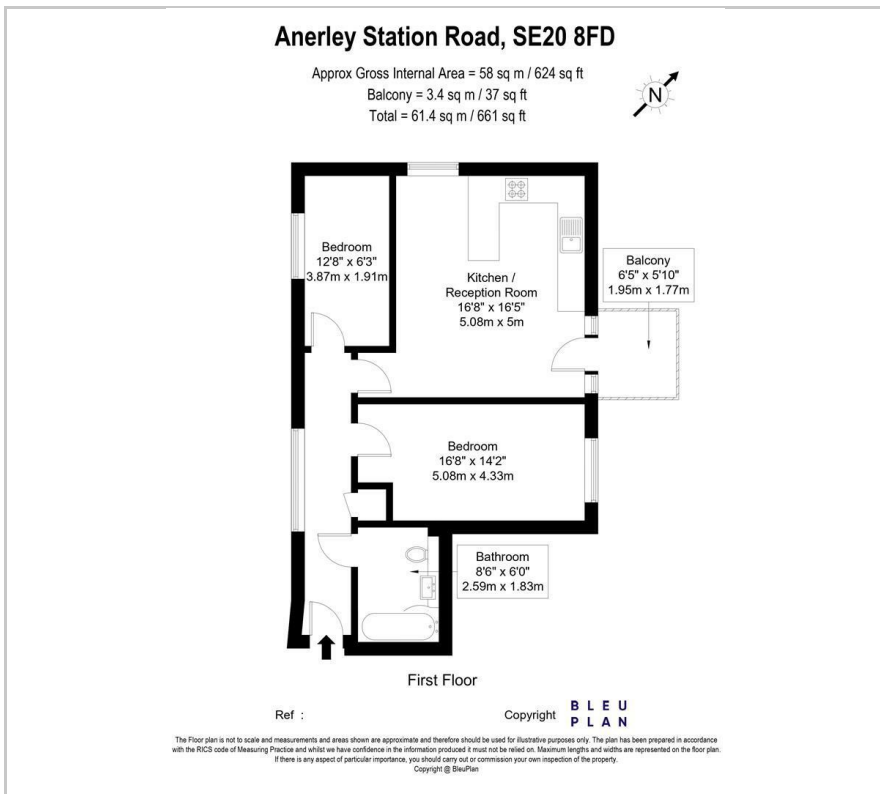 Anerley Station Road, SE20 8FD
Approx Gross Internal Area = 58 sq m / 624 sq ft
Balcony = 3.4 sq m / 37 sq ft
Total = 61.4 sq m / 661 sq ft
N
Bedroom
12'8" x 6'3"
3.87m x 1.91m
Kitchen /
Reception Room
16'8" x 16'5"
5.08m x 5m
Balcony
6'5" x 5'10"
1.95m x 1.77m
Bedroom
16'8" x 14'2"
5.08m x 4.33m
Bathroom
8'6" x 6'0"
2.59m x 1.83m
First Floor
Ref :
Copyright
BLEU
PLAN
The Floor plan is not to scale and measurements and areas shown are approximate and therefore should be used for illustrative purposes only. The plan has been prepared in accordance
with the RICS code of Measuring Practice and whilst we have confidence in the information produced it must not be relied on. Maximum lengths and widths are represented on the floor plan.
If there is any aspect of particular importance, you should carry out or commission your own inspection of the property.
Copyright @ BleuPlan